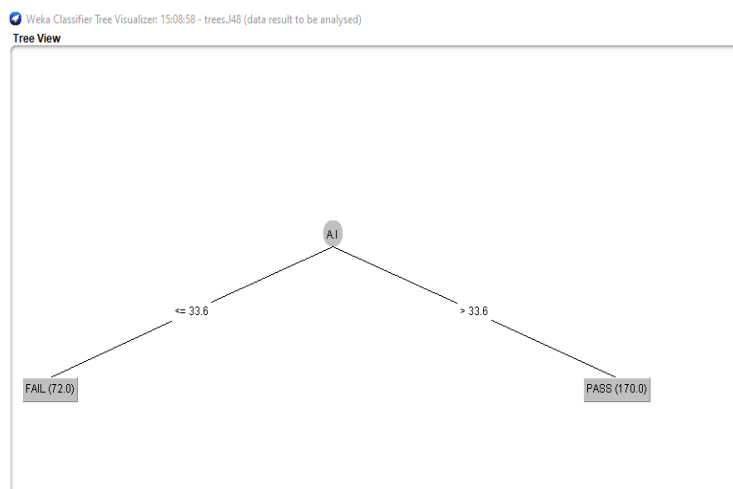 Weka Classifier Tree Visualizer: 15:08:58 - trees.J48 (data result to be analysed)
Tree View
A.I
<= 33.6
> 33.6
FAIL (72.0)
PASS (170.0)